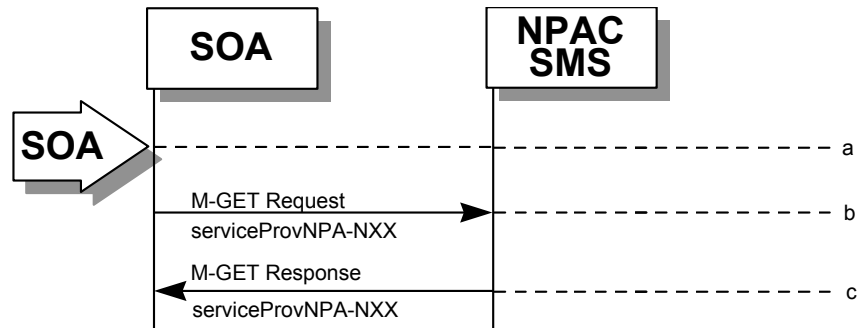 SOA
NPAC
SMS
SOA
a
M-GET Request
serviceProvNPA-NXX
b
M-GET Response
serviceProvNPA-NXX
c